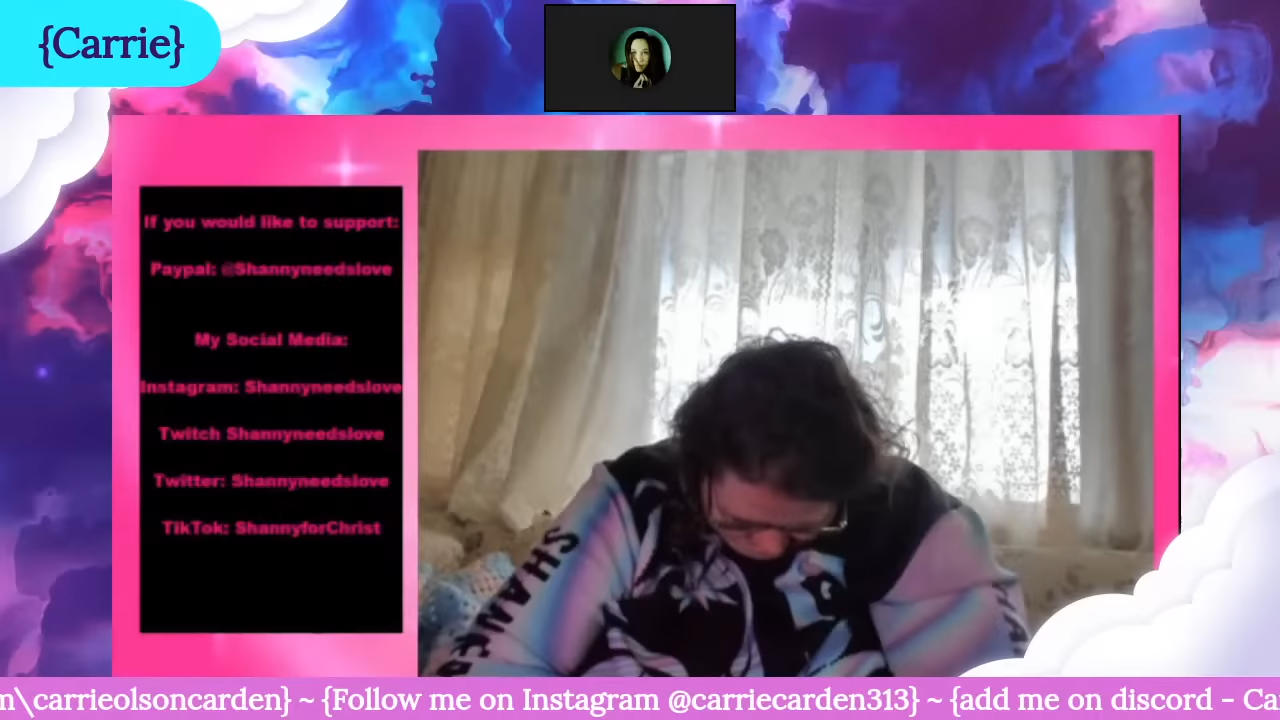 {Carrie}
If you would like to support:
Paypal: @Shannyneedslove
My Social Media:
Instagram: Shannyneedslove
Twitch Shannyneedslove
Twitter: Shannyneedslove
TikTok: ShannyforChrist
m\carrieolsoncarden} ~ {Follow me on Instagram @carriecarden313} ~ {add me on discord - Ca